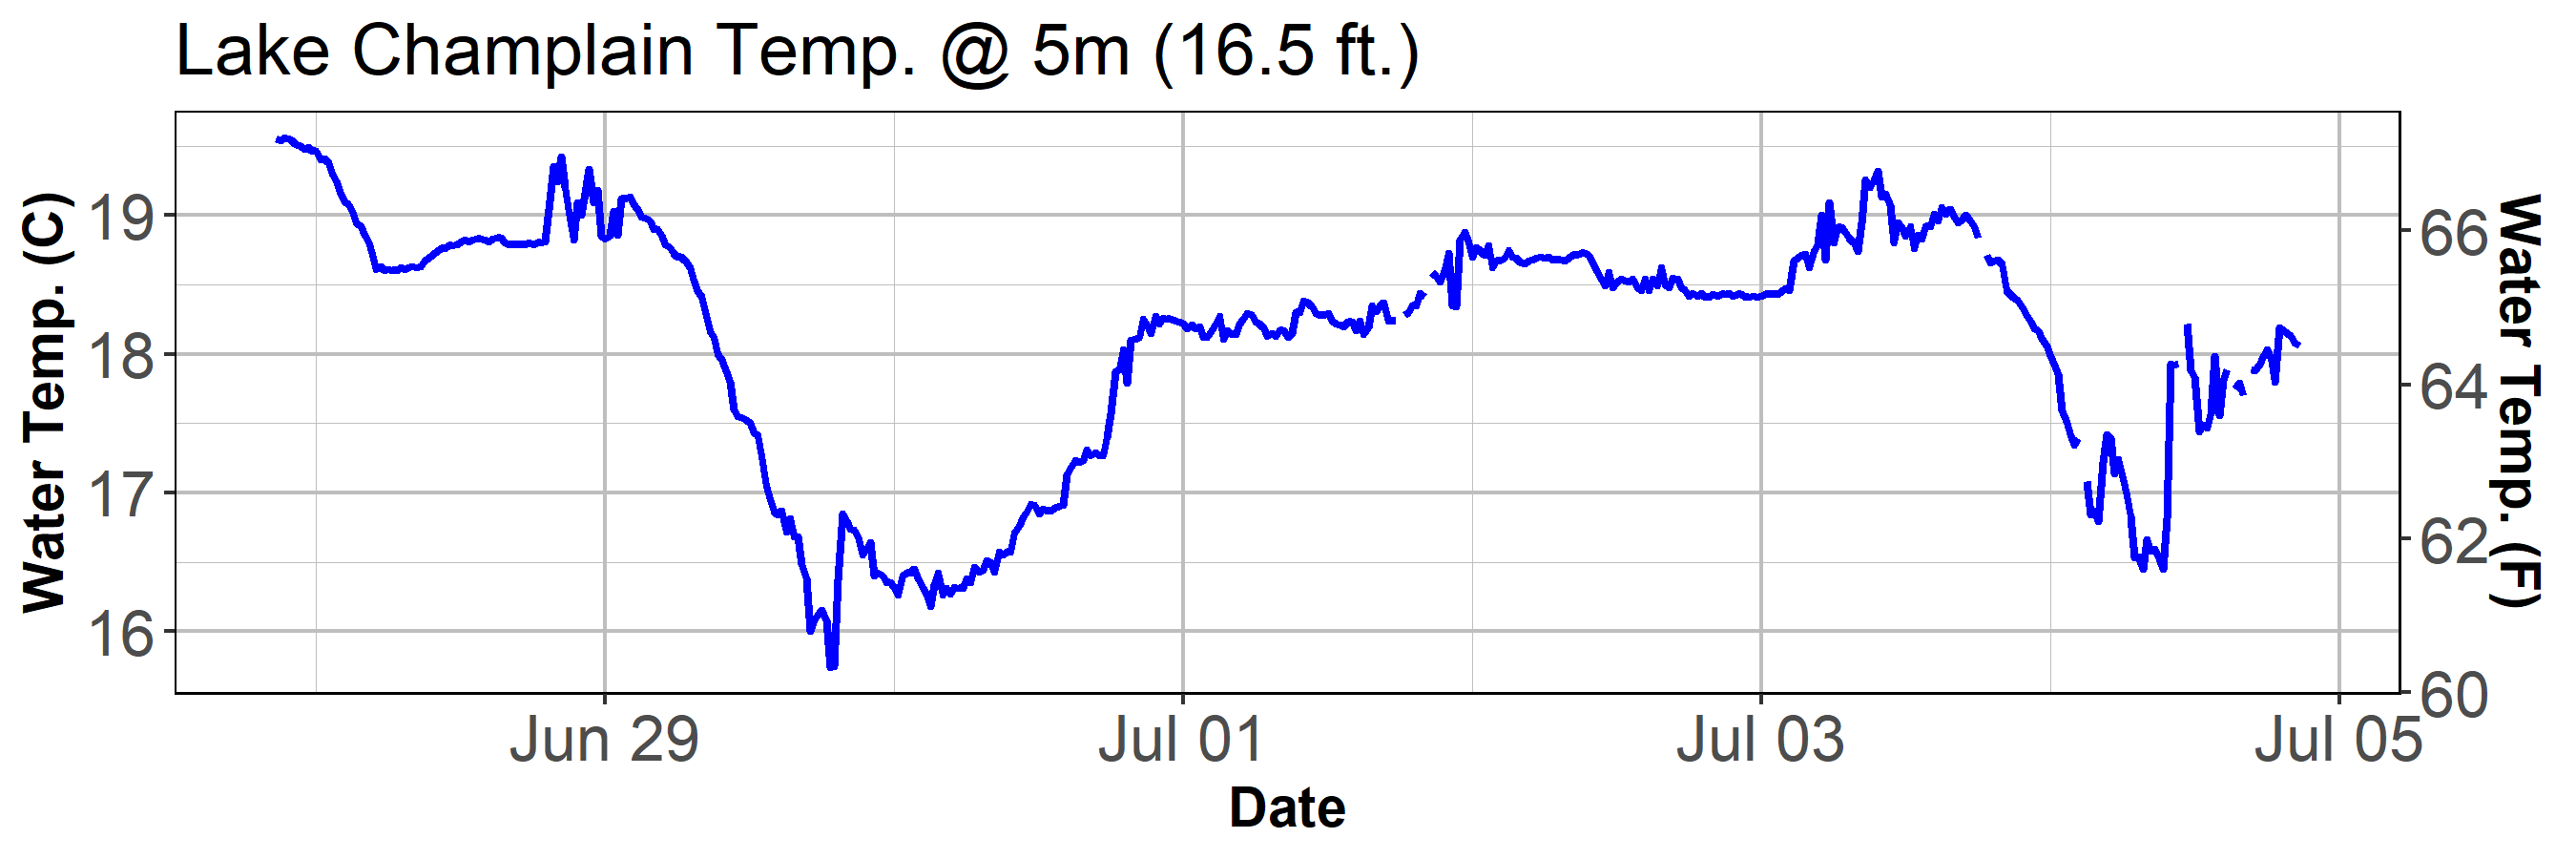 Lake Champlain Temp. @ 5m (16.5 ft.)
Water Temp. (C)
19
18
17
16
66
64
62
60
Water Temp. (F)
Jun 29
Jul 01
Jul 03
Jul 05
Date